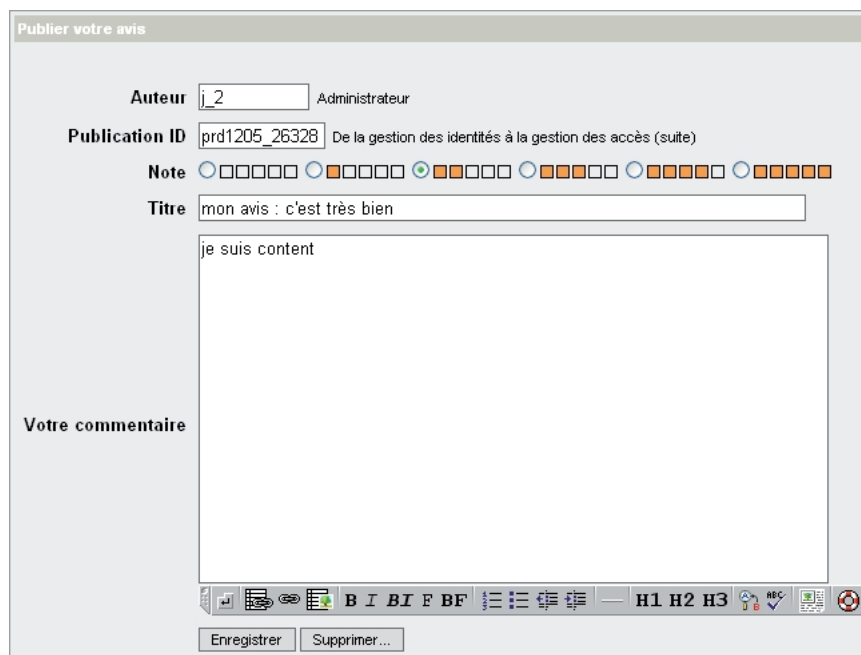 Publier votre avis
Auteur j_2 Administrateur
Publication ID prd1205_26328 De la gestion des identités à la gestion des accès (suite)
Note
Titre mon avis : c'est très bien
je suis content
Votre commentaire
B I BI F BF H1 H2 H3 ABC
Enregistrer Supprimer...